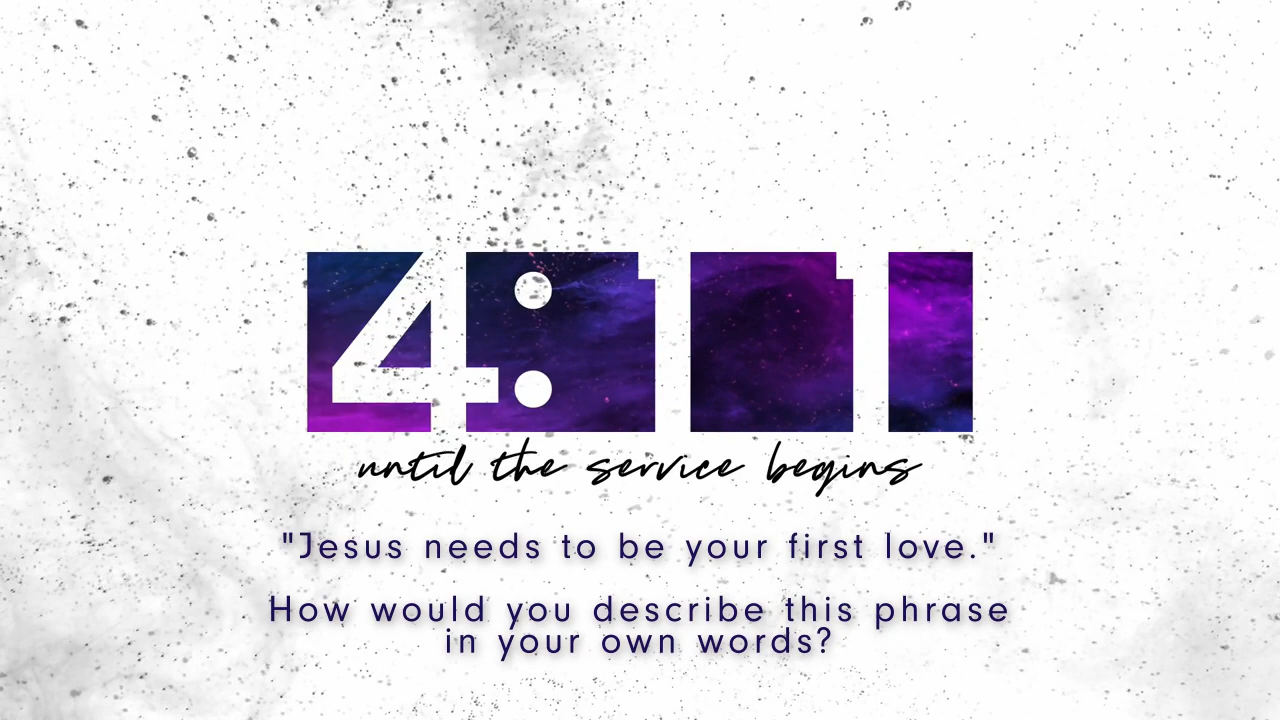 4:11
until the service begins
"Jesus needs to be your first love."
How would you describe this phrase
in your own words?